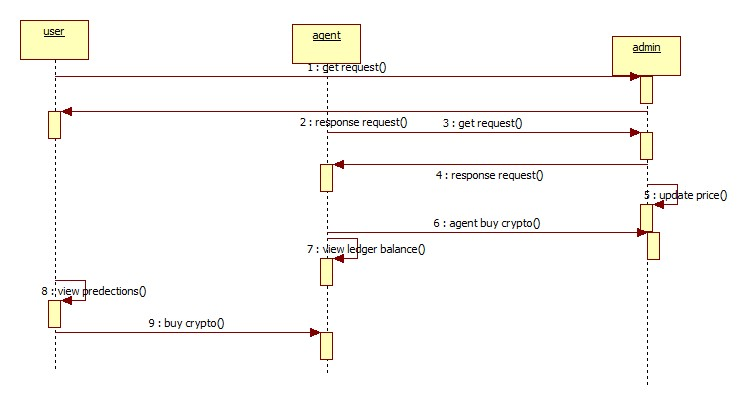 user
agent
admin
1 : get request()
2 : response request()
3 : get request()
4 : response request()
5 : update price()
6 : agent buy crypto()
7 : view ledger balance()
8 : view predections()
9 : buy crypto()